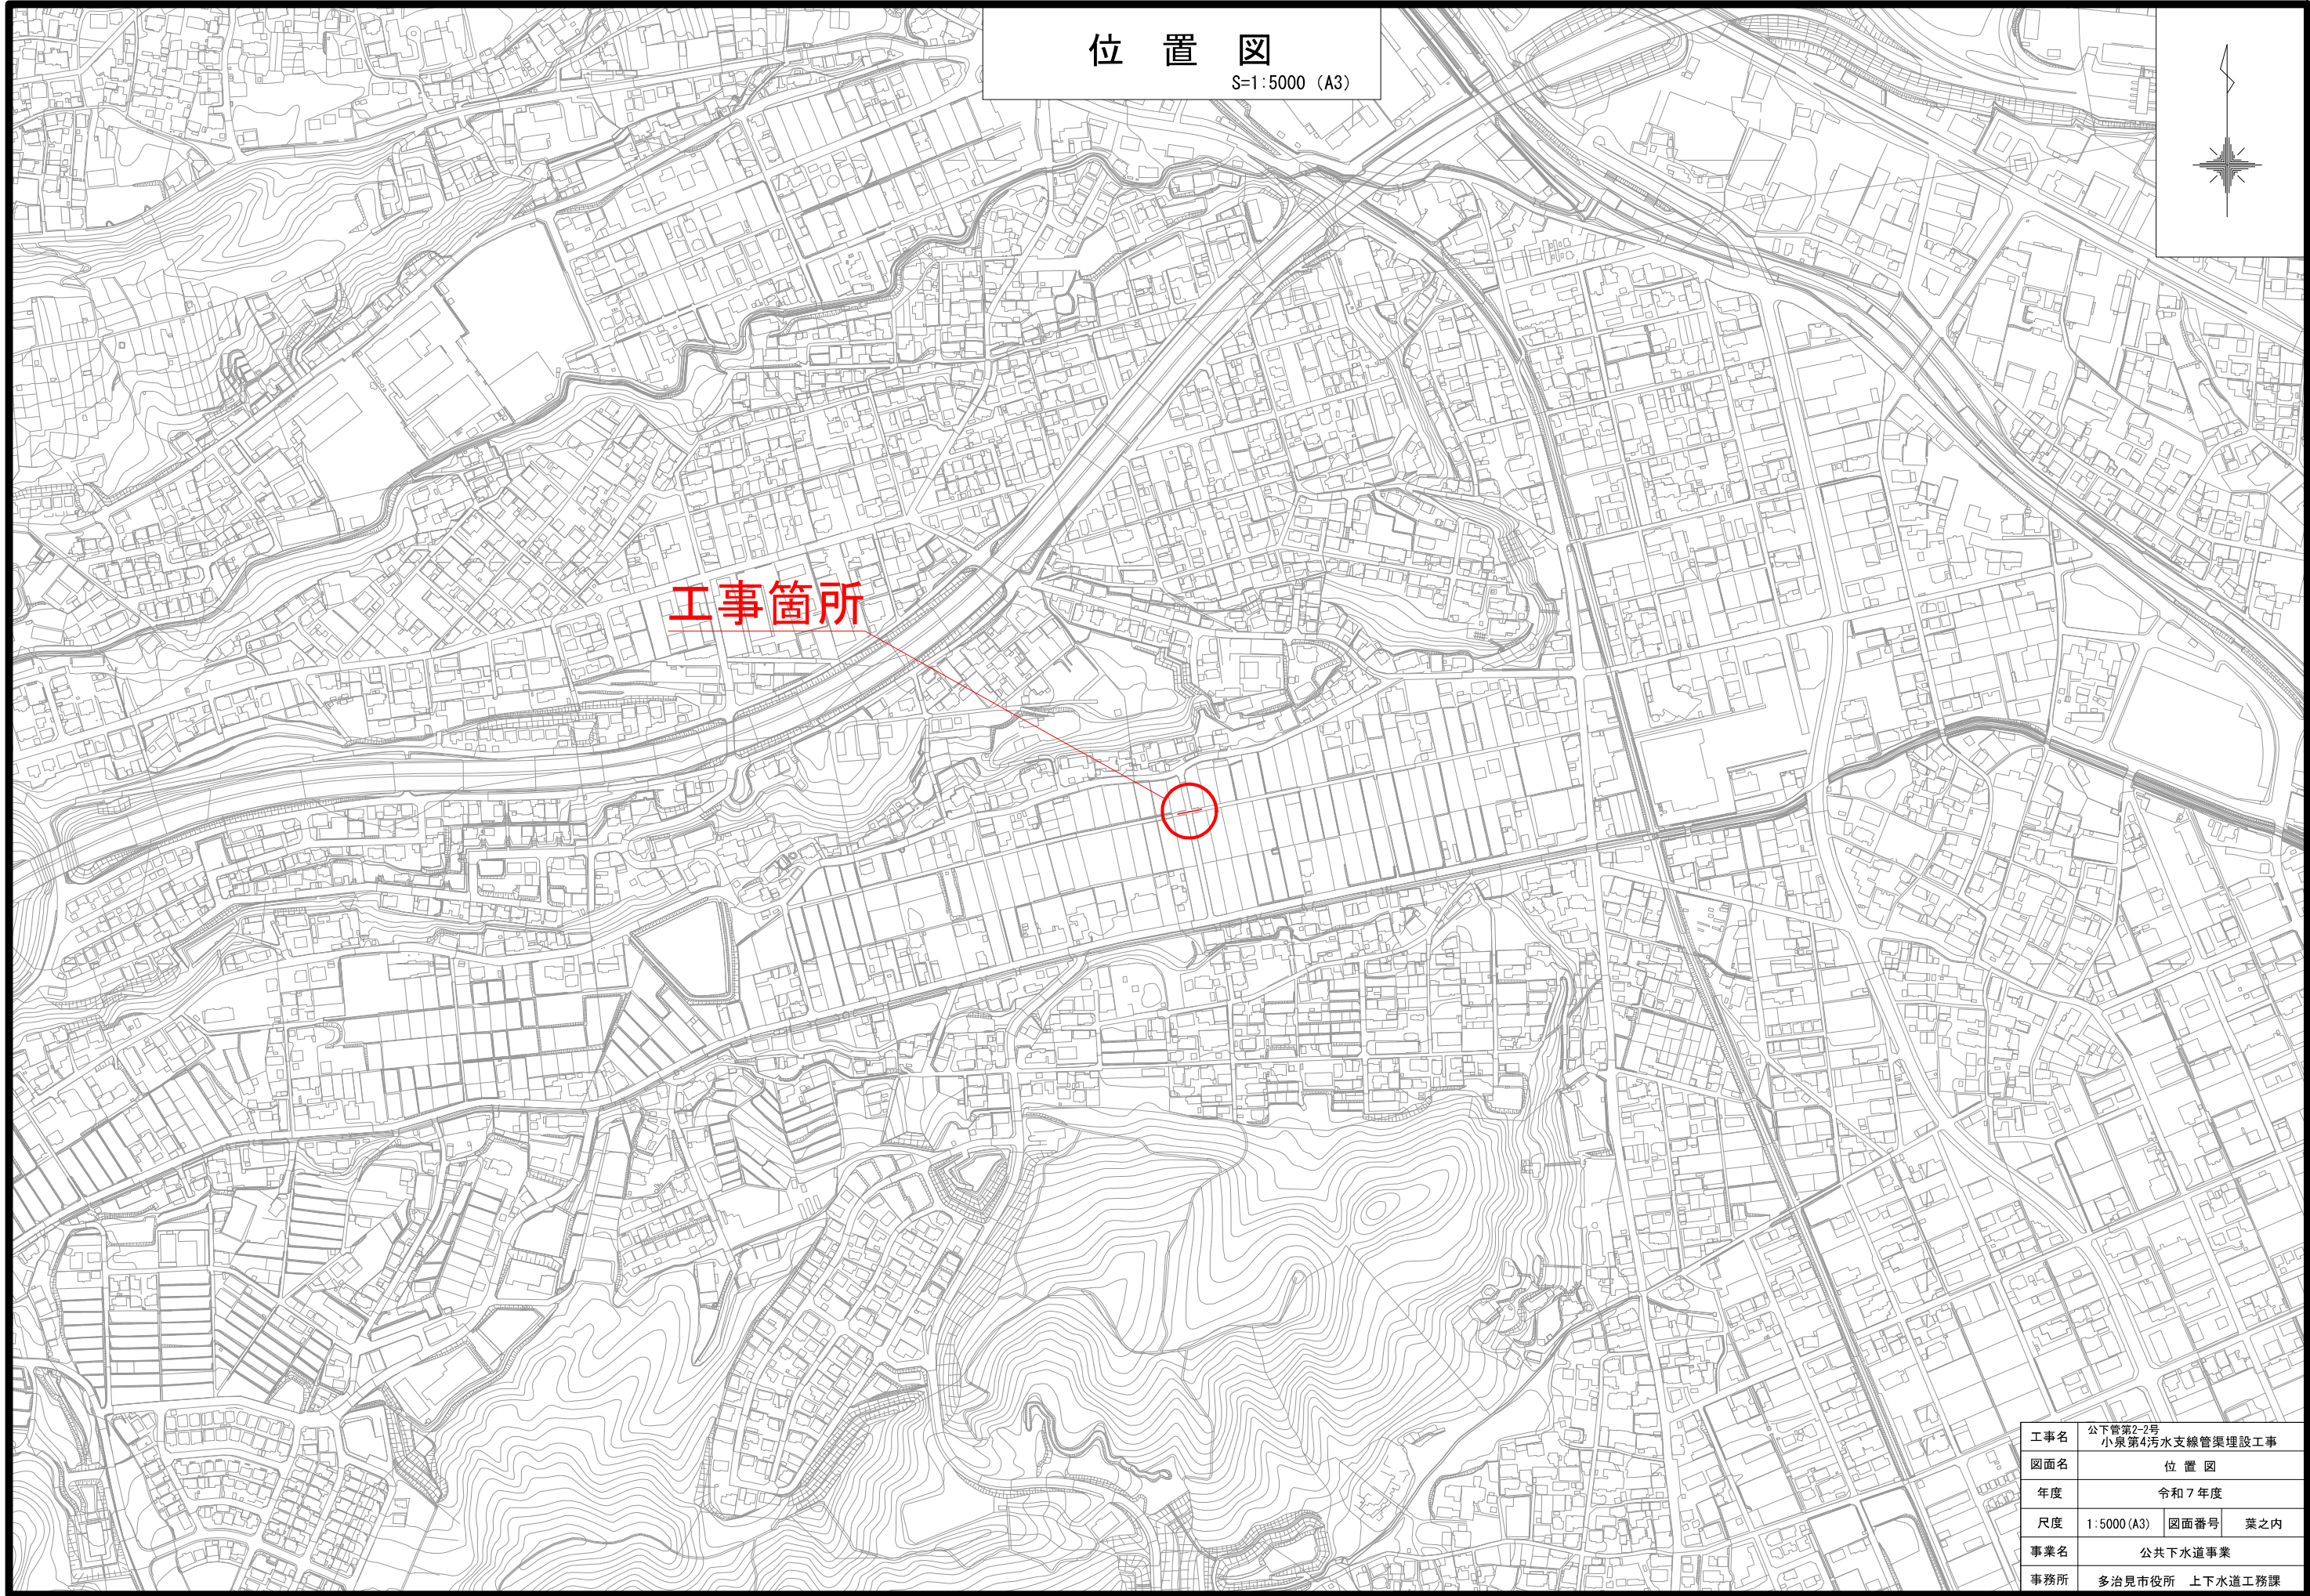 位 置 図
S=1:5000 (A3)
工事箇所
工事名 公下管第2-2号
小泉第4汚水支線管渠埋設工事
図面名 位 置 図
年度 令和7年度
尺度 1:5000(A3) 図面番号 葉之内
事業名 公共下水道事業
事務所 多治見市役所 上下水道工務課